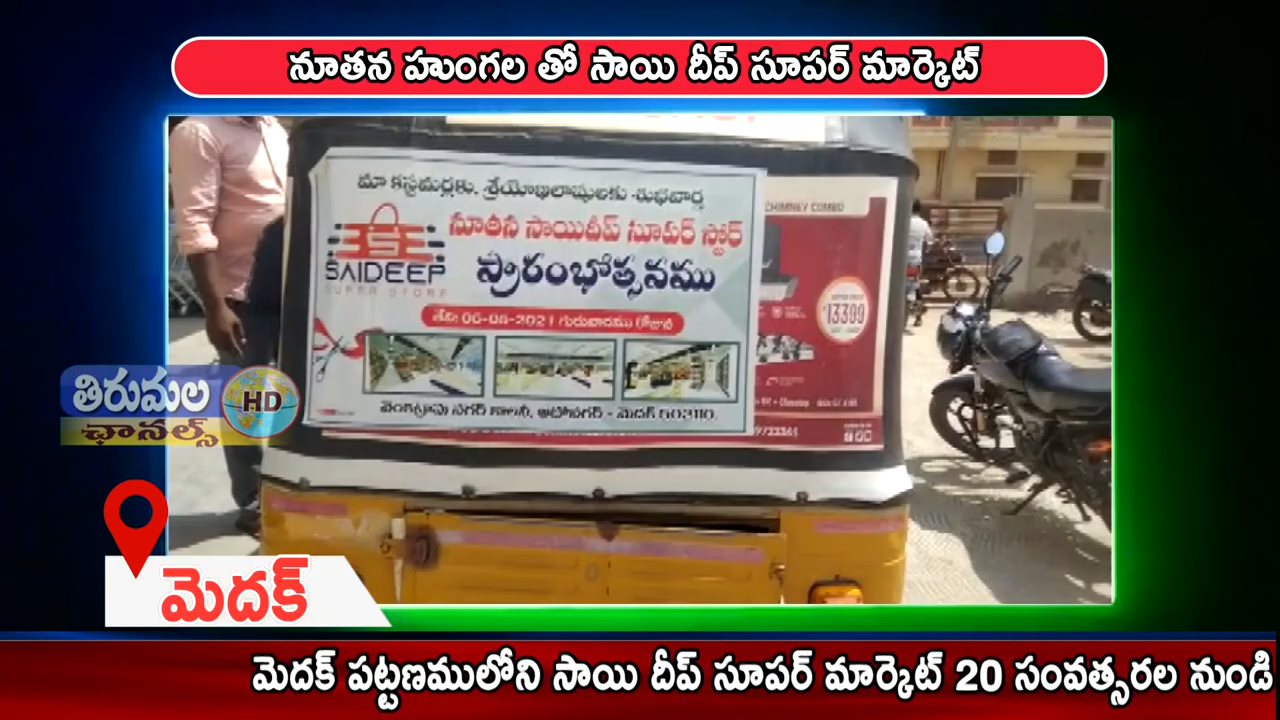 నూతన హుంగల తో సాయి దీప్ సూపర్ మార్కెట్
మా కస్టమర్లకు, శ్రేయోభిలాషులకు శుభవార్త
CHIMNEY COMBO
SAIDEEP
SUPER STORE
నూతన సాయిదీప్ సూపర్ స్టోర్
ప్రారంభోత్సవము
13399
గురువారము రోజున
తిరుమల
HD
ఛానల్స్
మెదక్
మెదక్ పట్టణములోని సాయి దీప్ సూపర్ మార్కెట్ 20 సంవత్సరల నుండి